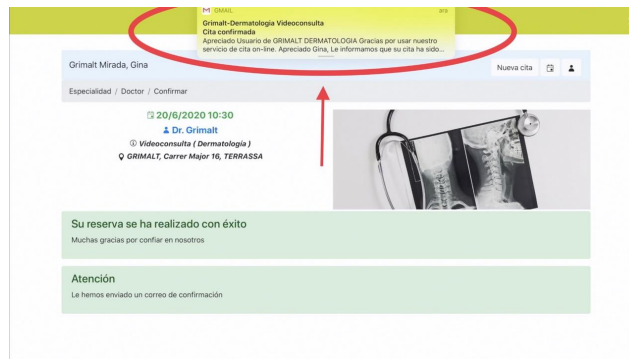 GMAIL
ara
Grimalt-Dermatologia Videoconsulta
Cita confirmada
Apreciado Usuario de GRIMALT DERMATOLOGIA Gracias por usar nuestro
servicio de cita on-line. Apreciado Gina, Le informamos que su cita ha sido...
Grimalt Mirada, Gina
Nueva cita
Especialidad / Doctor / Confirmar
20/6/2020 10:30
Dr. Grimalt
Videoconsulta ( Dermatología )
GRIMALT, Carrer Major 16, TERRASSA
Su reserva se ha realizado con éxito
Muchas gracias por confiar en nosotros
Atención
Le hemos enviado un correo de confirmación